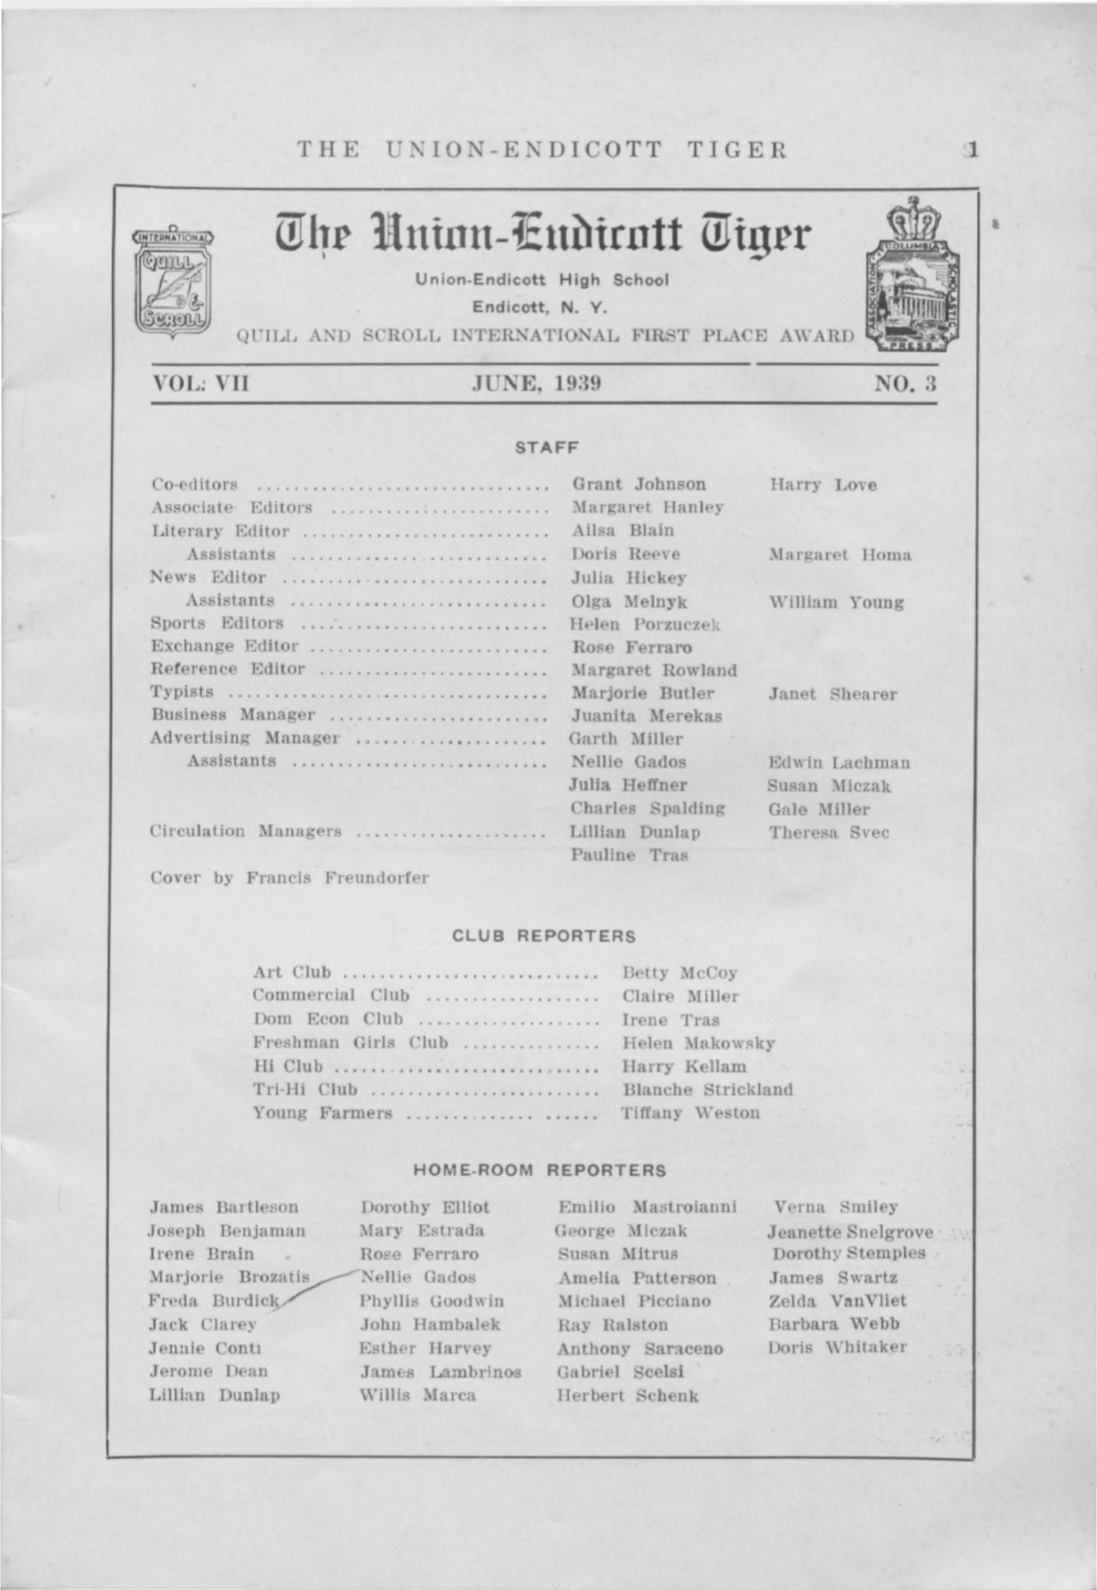 THE UNION-ENDICOTT TIGER 1
The Union-Endicott Tiger
INTERNATIONAL
QUILL
&
SCROLL
COLUMBIA
SCHOLASTIC
PRESS
ASSOCIATION
Union-Endicott High School
Endicott, N. Y.
QUILL AND SCROLL INTERNATIONAL FIRST PLACE AWARD
VOL: VII JUNE, 1939 NO. 3
STAFF
Co-editors ................................ Grant Johnson Harry Love
Associate Editors ........................ Margaret Hanley
Literary Editor ........................... Ailsa Blain
Assistants ............................ Doris Reeve Margaret Homa
News Editor ............................. Julia Hickey
Assistants ............................ Olga Melnyk William Young
Sports Editors ........................... Helen Porzuczek
Exchange Editor .......................... Rose Ferraro
Reference Editor ......................... Margaret Rowland
Typists ................................... Marjorie Butler Janet Shearer
Business Manager ........................ Juanita Merekas
Advertising Manager ..................... Garth Miller
Assistants ............................ Nellie Gados Edwin Lachman
Julia Heffner Susan Miczak
Charles Spalding Gale Miller
Circulation Managers ..................... Lillian Dunlap Theresa Svec
Pauline Tras
Cover by Francis Freundorfer
CLUB REPORTERS
Art Club ............................ Betty McCoy
Commercial Club ................... Claire Miller
Dom Econ Club .................... Irene Tras
Freshman Girls Club ............... Helen Makowsky
Hi Club ............................. Harry Kellam
Tri-Hi Club ......................... Blanche Strickland
Young Farmers .................... Tiffany Weston
HOME-ROOM REPORTERS
James Bartleson Dorothy Elliot Emilio Mastroianni Verna Smiley
Joseph Benjaman Mary Estrada George Miczak Jeanette Snelgrove
Irene Brain Rose Ferraro Susan Mitrus Dorothy Stemples
Marjorie Brozatis Nellie Gados Amelia Patterson James Swartz
Freda Burdick Phyllis Goodwin Michael Picciano Zelda VanVliet
Jack Clarey John Hambalek Ray Ralston Barbara Webb
Jennie Conti Esther Harvey Anthony Saraceno Doris Whitaker
Jerome Dean James Lambrinos Gabriel Scelsi
Lillian Dunlap Willis Marca Herbert Schenk